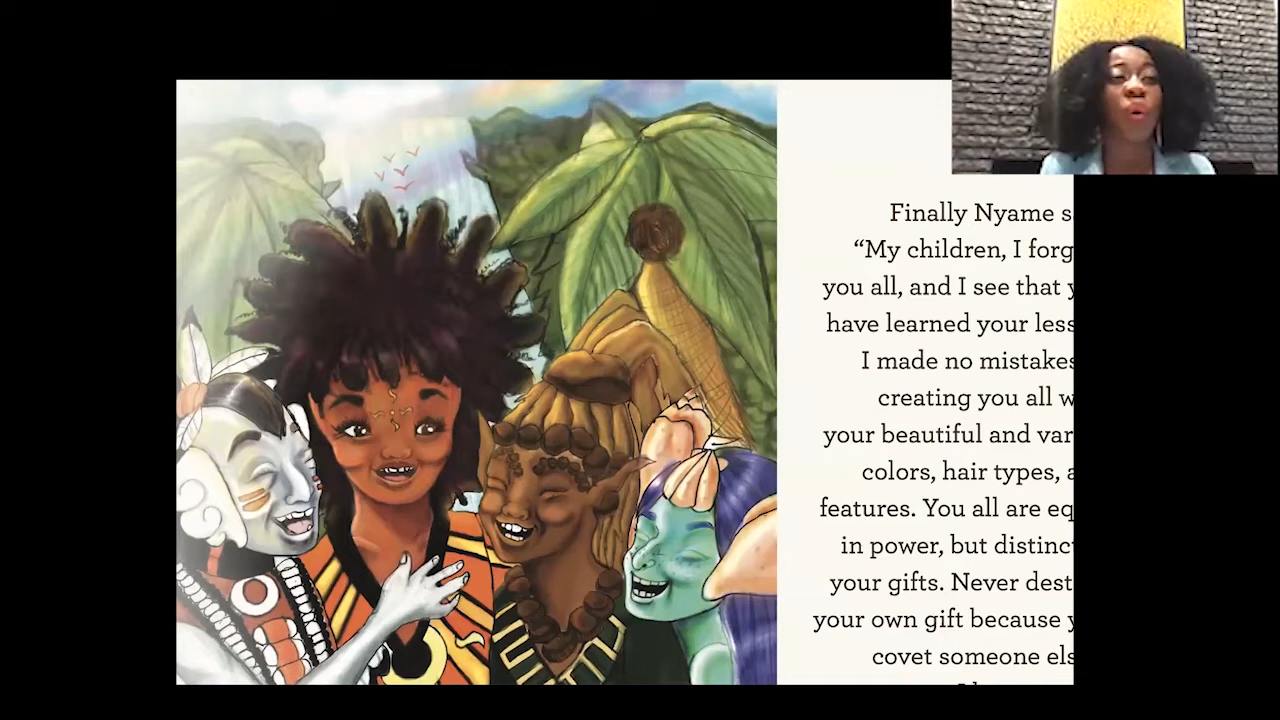 Finally Nyame s
“My children, I forg
you all, and I see that y
have learned your less
I made no mistakes
creating you all w
your beautiful and var
colors, hair types, a
features. You all are eq
in power, but distinc
your gifts. Never dest
your own gift because y
covet someone els